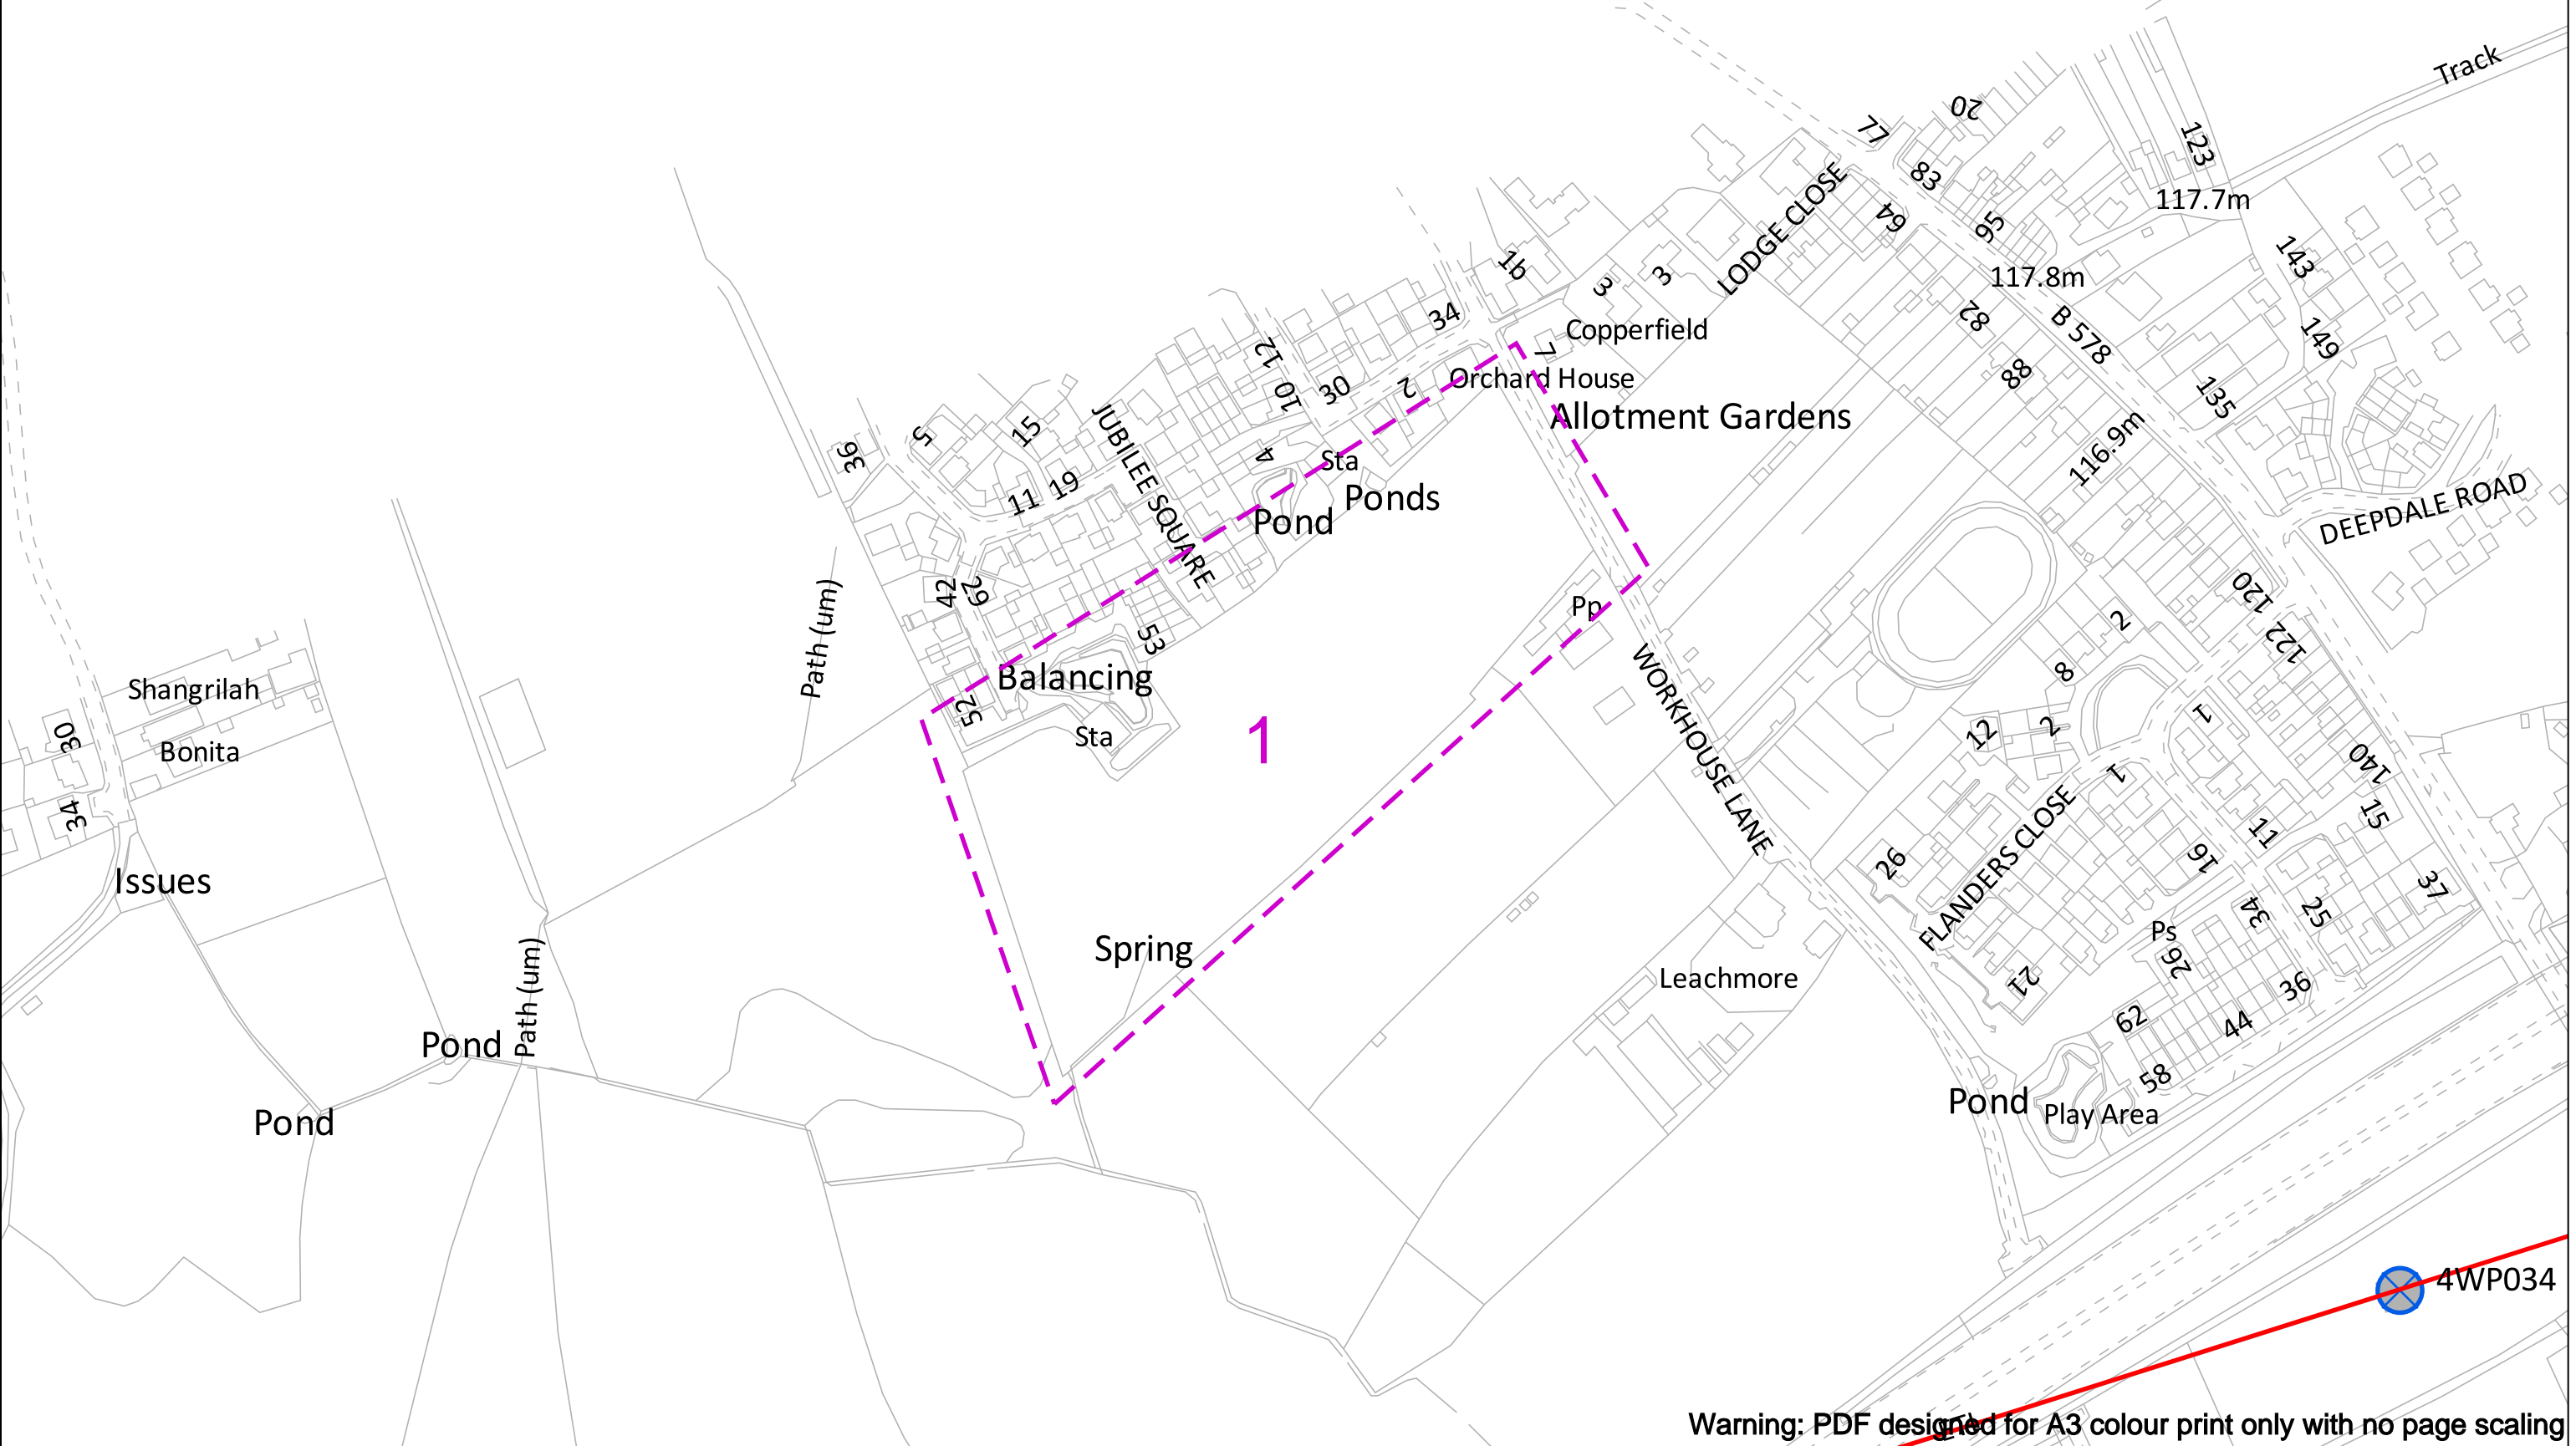 Track
20
77
123
83
117.7m
64
95
LODGE CLOSE
143
1b
3
3
117.8m
82
B 578
34
Copperfield
149
12
7
Orchard House
88
135
10
30
2
Allotment Gardens
5
15
JUBILEE SQUARE
36
4
Sta
116.9m
11
19
Ponds
Pond
DEEPDALE ROAD
42
62
Path (um)
Pp
120
2
53
122
WORKHOUSE LANE
8
Balancing
Shangrilah
52
Sta
1
30
Bonita
12
2
1
140
1
34
FLANDERS CLOSE
15
11
16
26
Issues
37
34
25
Ps
26
Spring
Path (um)
Leachmore
21
36
62
44
Pond
58
Pond
Play Area
Pond
4WP034
Warning: PDF designed for A3 colour print only with no page scaling